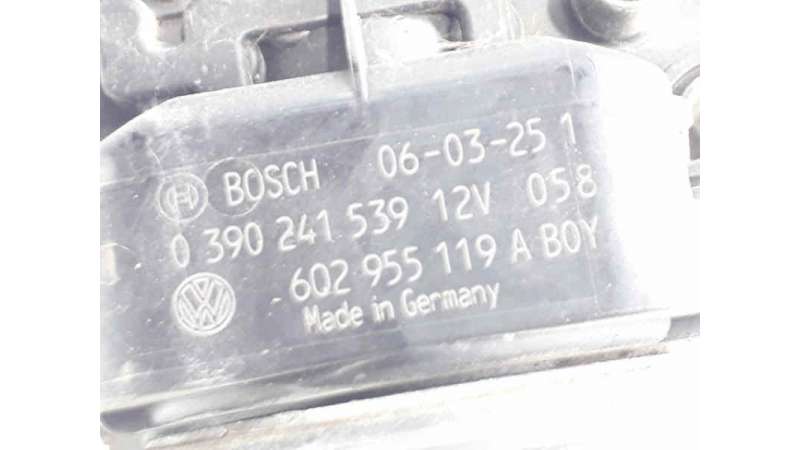 BOSCH 06-03-25 1
0 390 241 539 12V 058
6Q2 955 119 A BOY
Made in Germany